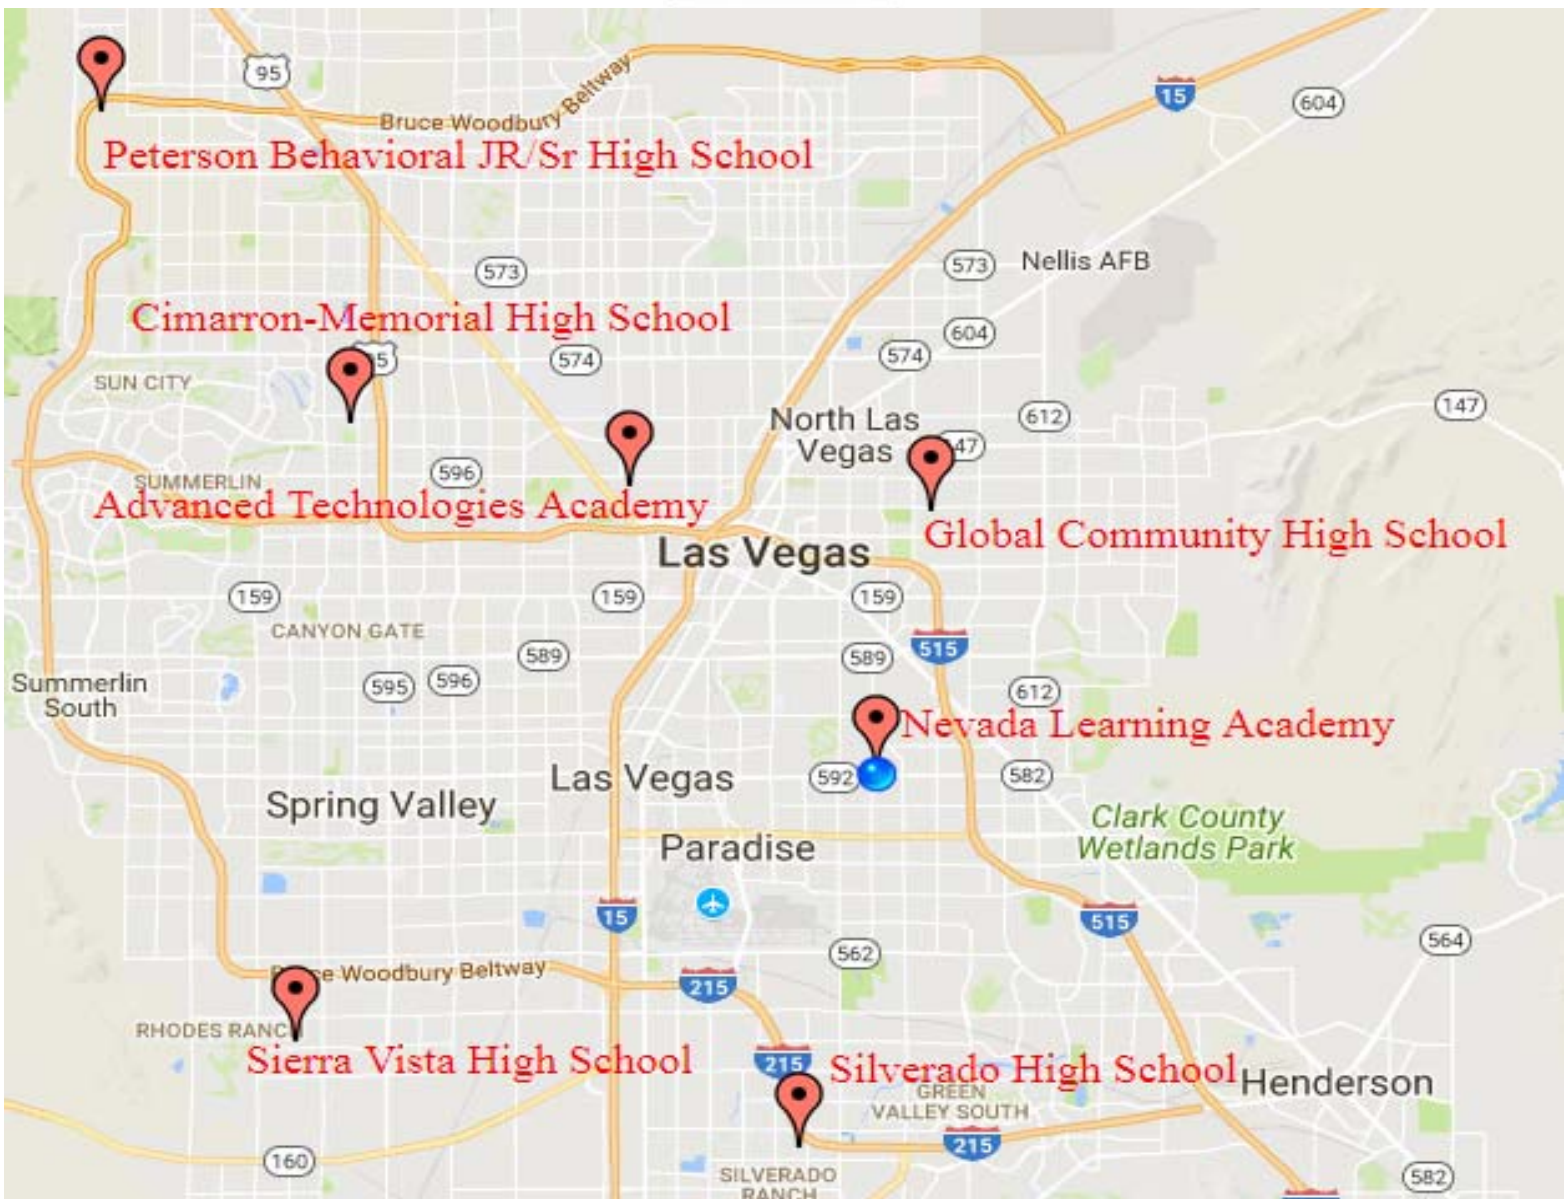 95
Bruce Woodbury Beltway
15
604
Peterson Behavioral JR/Sr High School
573
573
Nellis AFB
Cimarron-Memorial High School
604
574
574
SUN CITY
147
North Las
Vegas
612
SUMMERLIN
596
Advanced Technologies Academy
Global Community High School
Las Vegas
159
159
159
CANYON GATE
589
589
515
Summerlin
South
595
596
612
Nevada Learning Academy
Las Vegas
592
582
Spring Valley
Clark County
Wetlands Park
Paradise
15
515
562
564
Woodbury Beltway
215
RHODES
Sierra Vista High School
215
Silverado High School
Henderson
GREEN
VALLEY SOUTH
215
160
SILVERADO
RANCH
582